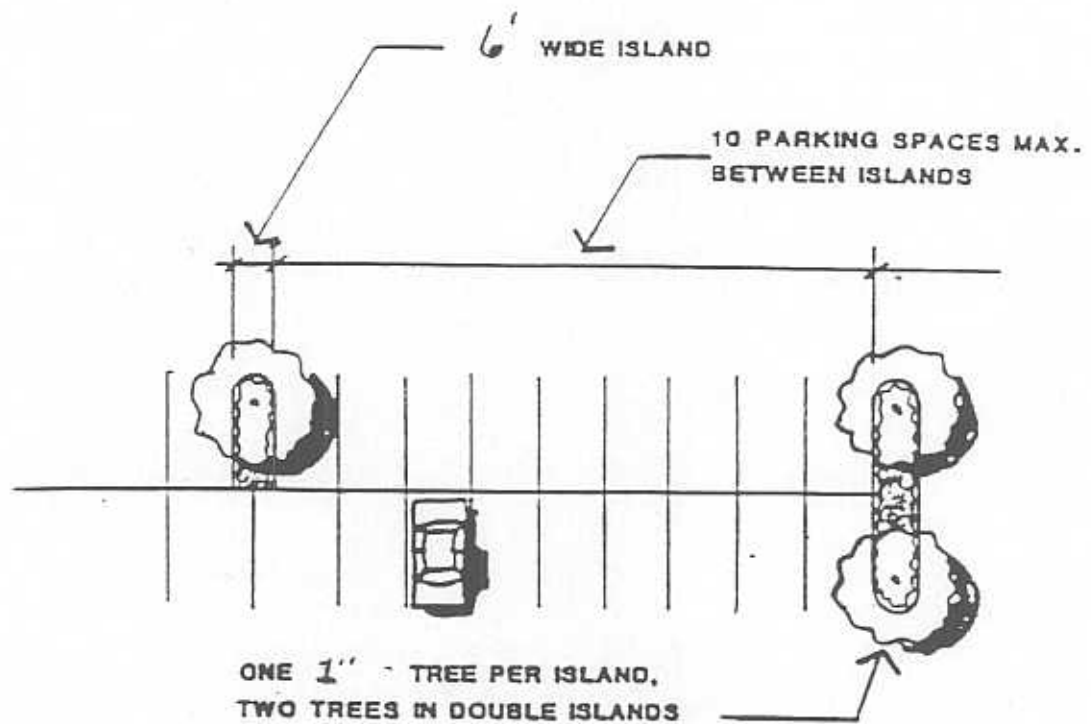 6' WIDE ISLAND
10 PARKING SPACES MAX.
BETWEEN ISLANDS
ONE 1" - TREE PER ISLAND,
TWO TREES IN DOUBLE ISLANDS